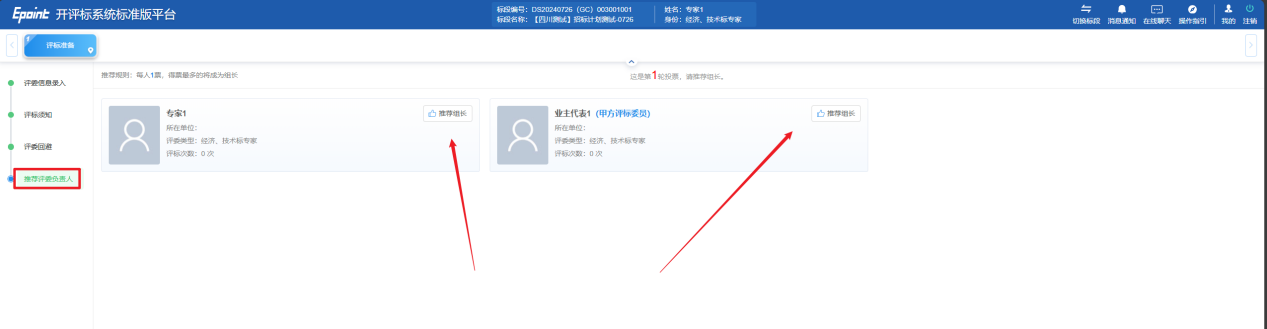 Epoint 开评标系统标准版平台
标段编号：DS20240726（GC）003001001
标段名称：【四川测试】招标计划测试-0726
姓名：专家1
身份：经济、技术标专家
切换标段 消息通知 在线聊天 操作指引 我的 注销
评标准备
评委信息录入
评标须知
评委回避
推荐评委负责人
推荐规则：每人1票，得票最多的将成为组长
这是第1轮投票，请推荐组长。
专家1
推荐组长
所在单位：
评委类型：经济、技术标专家
评标次数：0 次
业主代表1（甲方评标委员）
推荐组长
所在单位：
评委类型：经济、技术标专家
评标次数：0 次